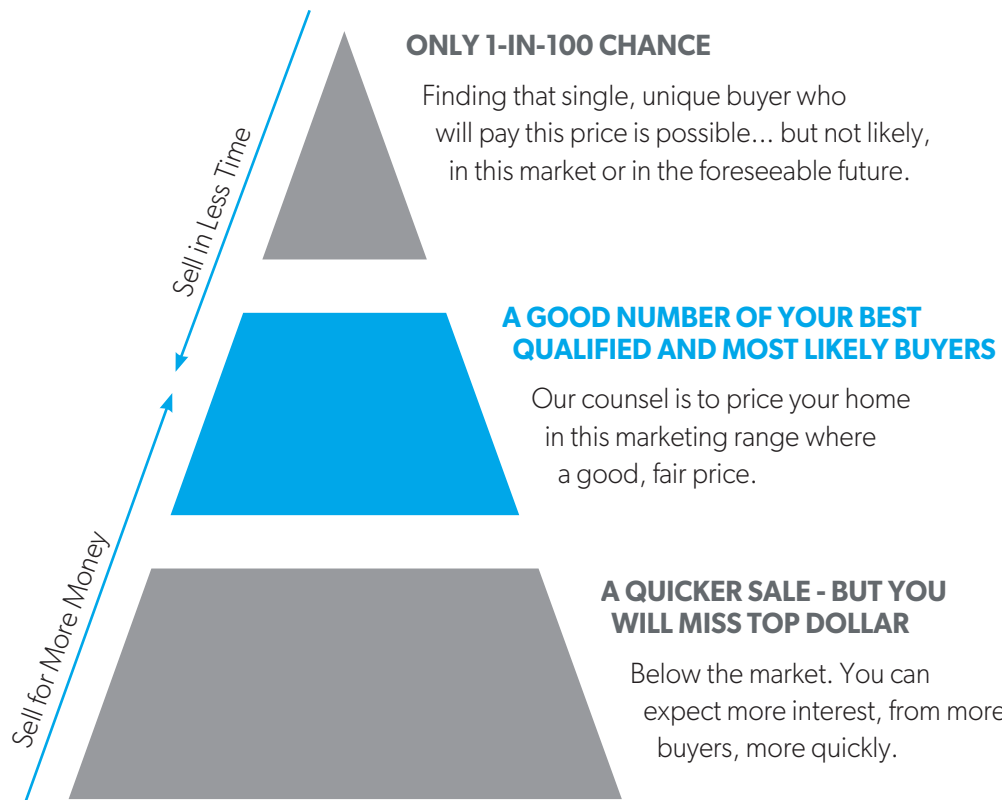 ONLY 1-IN-100 CHANCE
Finding that single, unique buyer who
will pay this price is possible... but not likely,
in this market or in the foreseeable future.
Sell in Less Time
A GOOD NUMBER OF YOUR BEST
QUALIFIED AND MOST LIKELY BUYERS
Our counsel is to price your home
in this marketing range where
a good, fair price.
Sell for More Money
A QUICKER SALE - BUT YOU
WILL MISS TOP DOLLAR
Below the market. You can
expect more interest, from more
buyers, more quickly.